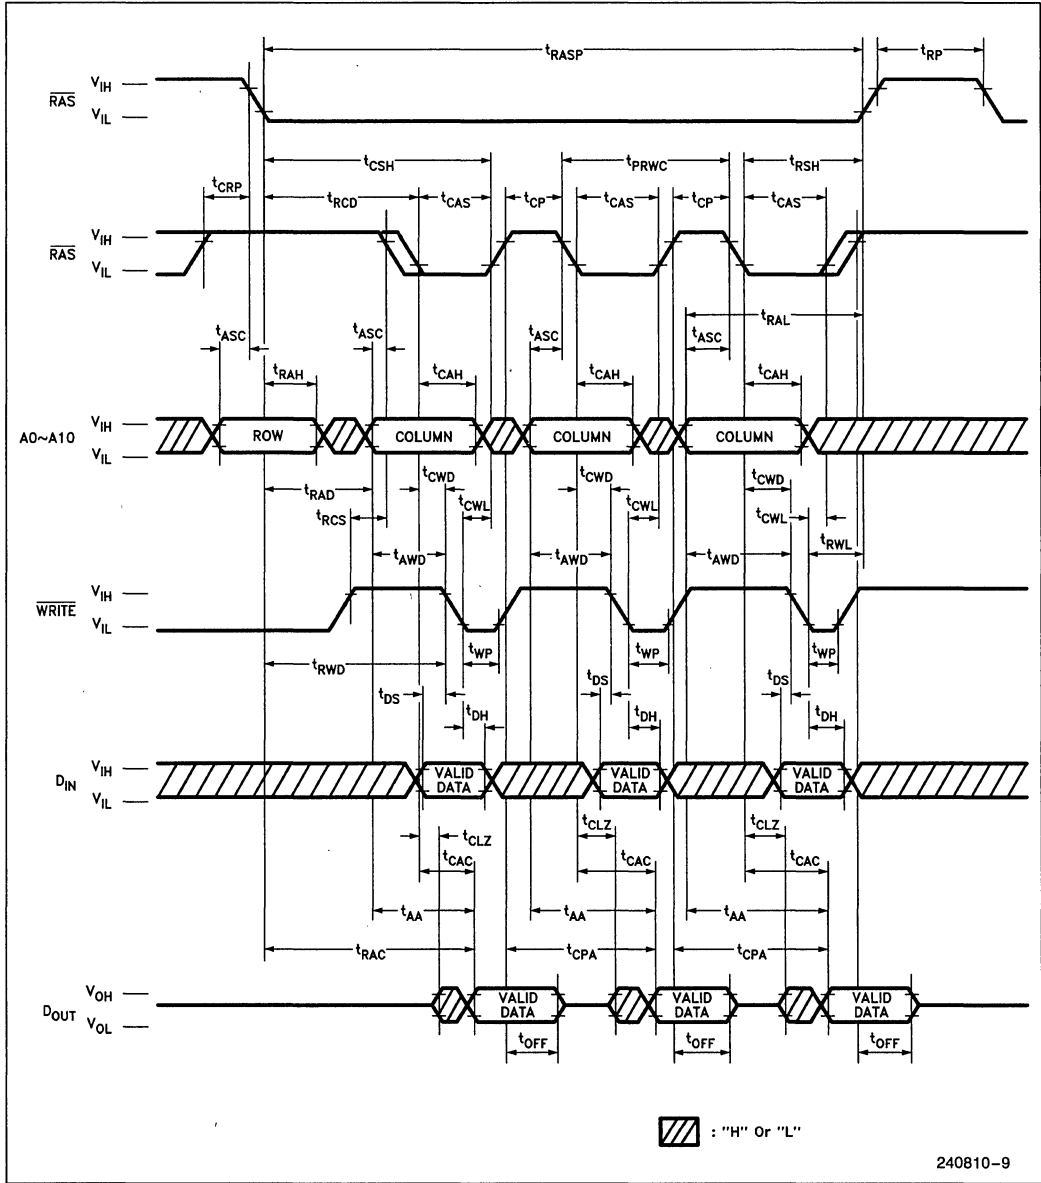 tRASP tRP
RAS VIH
VIL
tCSH tPRWC tRSH
tCRP tRCD tCAS tCP tCAS tCP tCAS
RAS VIH
VIL
tRAL
tASC tASC tASC tASC
tRAH tCAH tCAH tCAH
A0~A10 VIH ROW COLUMN COLUMN COLUMN
VIL
tCWD tCWD tCWD
tRAD tCWL tCWL tCWL
tRCS tRWL
tAWD tAWD tAWD
WRITE VIH
VIL
tRWD tWP tWP tWP
tDS tDS tDS
tDH tDH tDH
DIN VIH VALID DATA VALID DATA VALID DATA
VIL
tCLZ tCLZ tCLZ
tCAC tCAC tCAC
tAA tAA tAA
tRAC tCPA tCPA
DOUT VOH VALID DATA VALID DATA VALID DATA
VOL
tOFF tOFF tOFF
: "H" Or "L"
240810-9